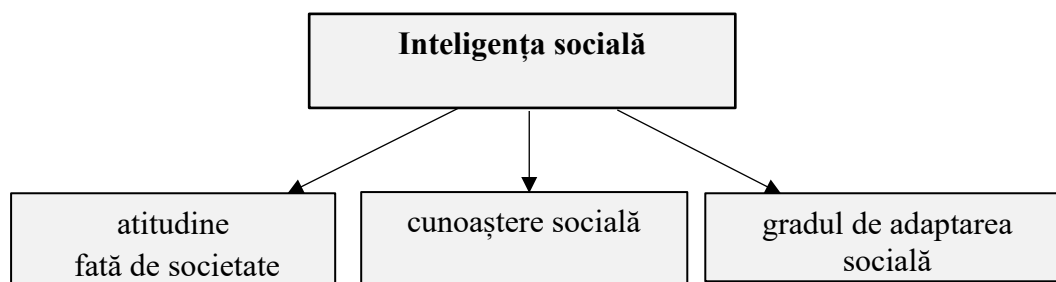 Inteligența socială
atitudine
fată de societate
cunoaștere socială
gradul de adaptarea
socială